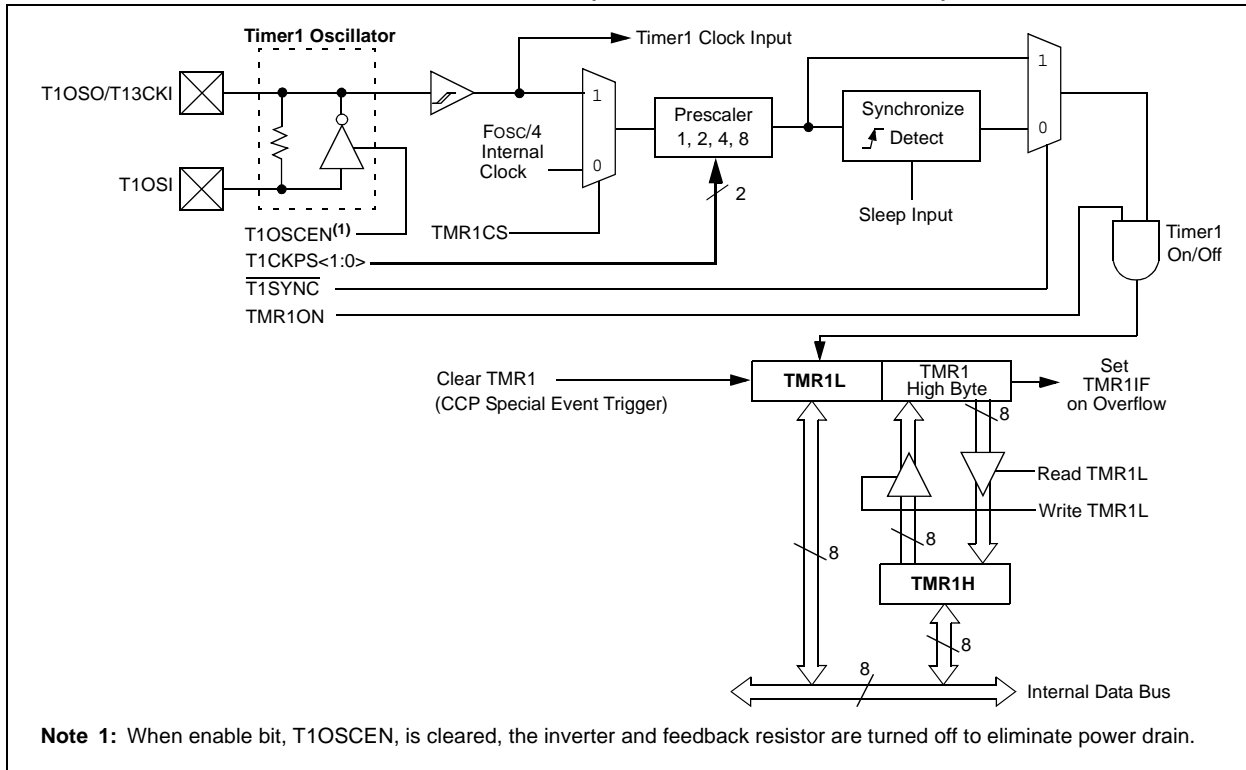 Timer1 Oscillator
Timer1 Clock Input
T1OSO/T13CKI
T1OSI
1
0
FOSC/4
Internal
Clock
Prescaler
1, 2, 4, 8
2
Synchronize
Detect
Sleep Input
1
0
T1OSCEN(1)
TMR1CS
T1CKPS<1:0>
T1SYNC
TMR1ON
Timer1
On/Off
Clear TMR1
(CCP Special Event Trigger)
TMR1L
TMR1
High Byte
Set
TMR1IF
on Overflow
8
Read TMR1L
Write TMR1L
8
8
TMR1H
8
8
Internal Data Bus
Note 1: When enable bit, T1OSCEN, is cleared, the inverter and feedback resistor are turned off to eliminate power drain.